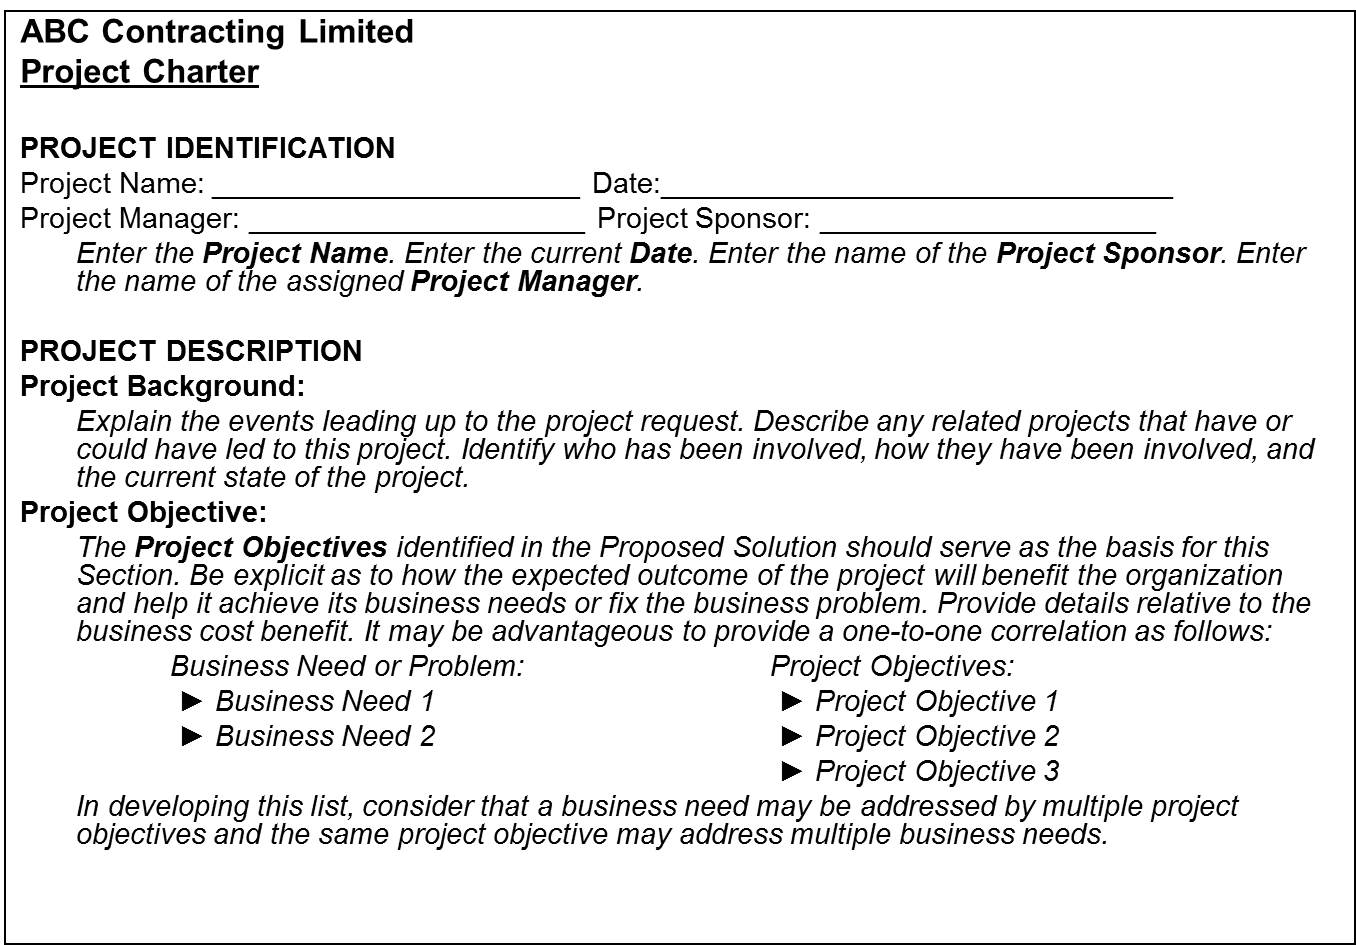 ABC Contracting Limited
Project Charter
PROJECT IDENTIFICATION
Project Name: _______________________ Date:________________________________
Project Manager: _____________________ Project Sponsor: _____________________
Enter the Project Name. Enter the current Date. Enter the name of the Project Sponsor. Enter
the name of the assigned Project Manager.
PROJECT DESCRIPTION
Project Background:
Explain the events leading up to the project request. Describe any related projects that have or
could have led to this project. Identify who has been involved, how they have been involved, and
the current state of the project.
Project Objective:
The Project Objectives identified in the Proposed Solution should serve as the basis for this
Section. Be explicit as to how the expected outcome of the project will benefit the organization
and help it achieve its business needs or fix the business problem. Provide details relative to the
business cost benefit. It may be advantageous to provide a one-to-one correlation as follows:
Business Need or Problem: Project Objectives:
► Business Need 1 ► Project Objective 1
► Business Need 2 ► Project Objective 2
► Project Objective 3
In developing this list, consider that a business need may be addressed by multiple project
objectives and the same project objective may address multiple business needs.